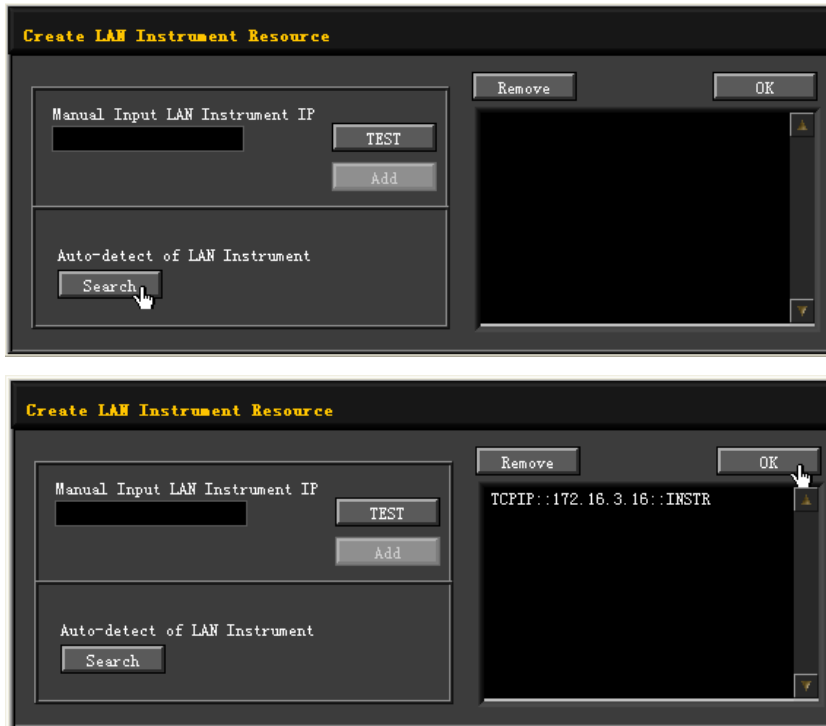 Create LAN Instrument Resource
Remove
OK
Manual Input LAN Instrument IP
TEST
Add
Auto-detect of LAN Instrument
Search
Create LAN Instrument Resource
Remove
OK
Manual Input LAN Instrument IP
TCPIP::172.16.3.16::INSTR
TEST
Add
Auto-detect of LAN Instrument
Search